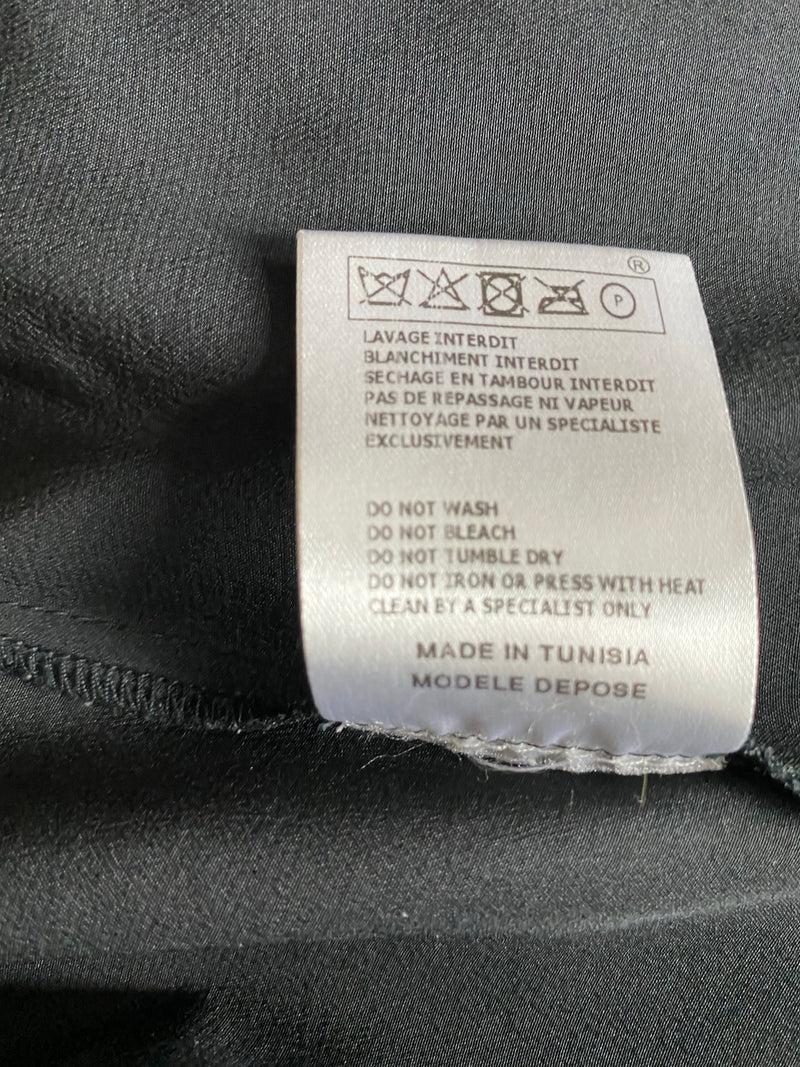 ®
P
LAVAGE INTERDIT
BLANCHIMENT INTERDIT
SECHAGE EN TAMBOUR INTERDIT
PAS DE REPASSAGE NI VAPEUR
NETTOYAGE PAR UN SPECIALISTE
EXCLUSIVEMENT
DO NOT WASH
DO NOT BLEACH
DO NOT TUMBLE DRY
DO NOT IRON OR PRESS WITH HEAT
CLEAN BY A SPECIALIST ONLY
MADE IN TUNISIA
MODELE DEPOSE